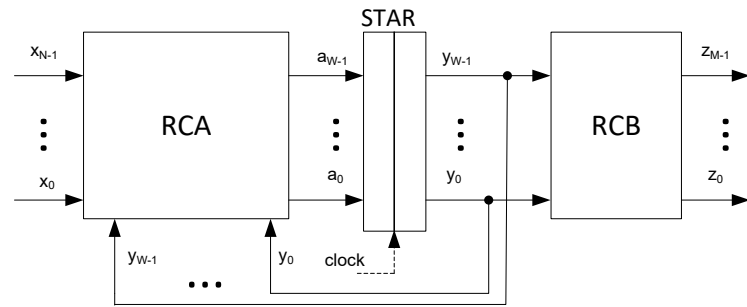 STAR
x_{N-1} a_{W-1} y_{W-1} z_{M-1}
RCA RCB
x_0 a_0 y_0 z_0
y_{W-1} y_0 clock